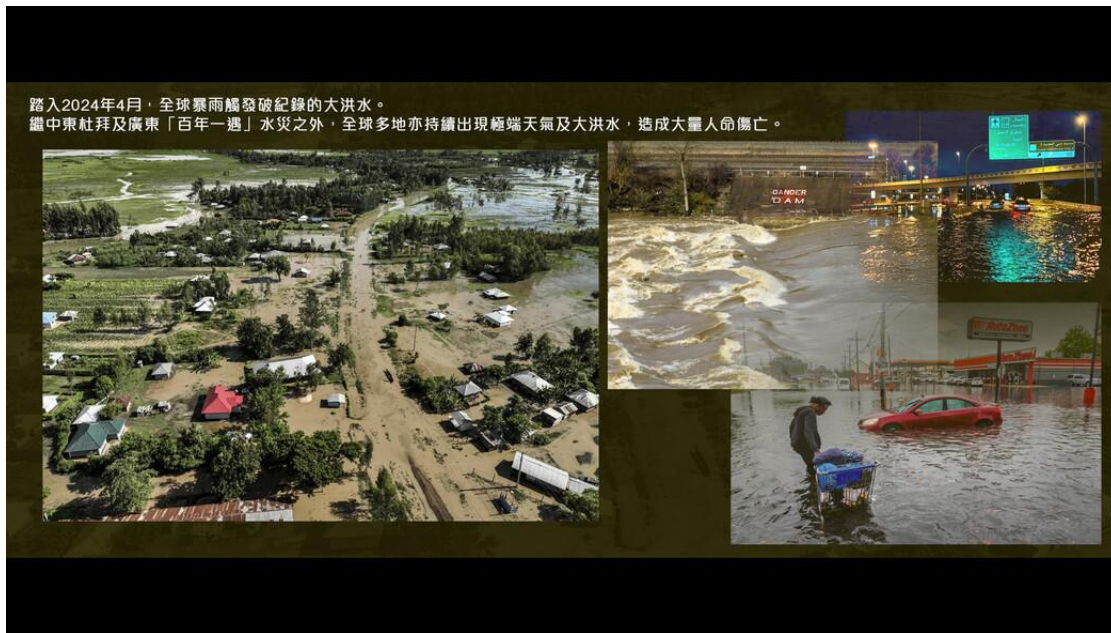 踏入2024年4月，全球暴雨觸發破紀錄的大洪水。
繼中東杜拜及廣東「百年一遇」水災之外，全球多地亦持續出現極端天氣及大洪水，造成大量人命傷亡。
DANGER
DAM
AutoZone